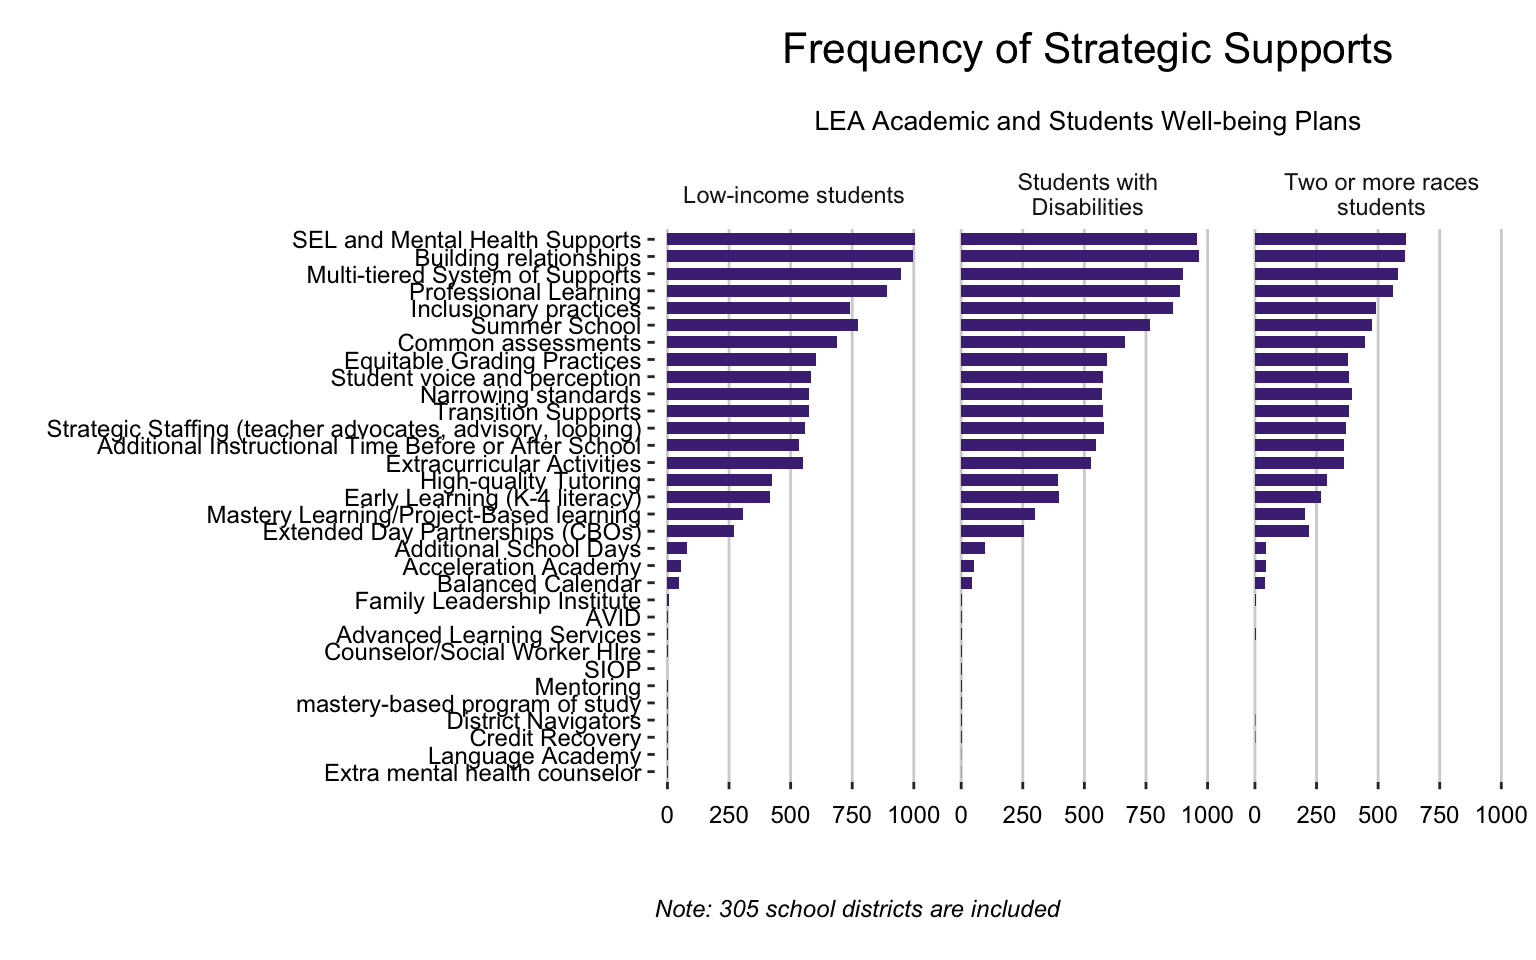 Frequency of Strategic Supports
LEA Academic and Students Well-being Plans
Low-income students
Students with
Disabilities
Two or more races
students
SEL and Mental Health Supports
Building relationships
Multi-tiered System of Supports
Professional Learning
Inclusionary practices
Summer School
Common assessments
Equitable Grading Practices
Student voice and perception
Narrowing standards
Transition Supports
Strategic Staffing (teacher advocates, advisory, looping)
Additional Instructional Time Before or After School
Extracurricular Activities
High-quality Tutoring
Early Learning (K-4 literacy)
Mastery Learning/Project-Based learning
Extended Day Partnerships (CBOs)
Additional School Days
Acceleration Academy
Balanced Calendar
Family Leadership Institute
AVID
Advanced Learning Services
Counselor/Social Worker HIre
SIOP
Mentoring
mastery-based program of study
District Navigators
Credit Recovery
Language Academy
Extra mental health counselor
0 250 500 750 1000 0 250 500 750 1000 0 250 500 750 1000
Note: 305 school districts are included